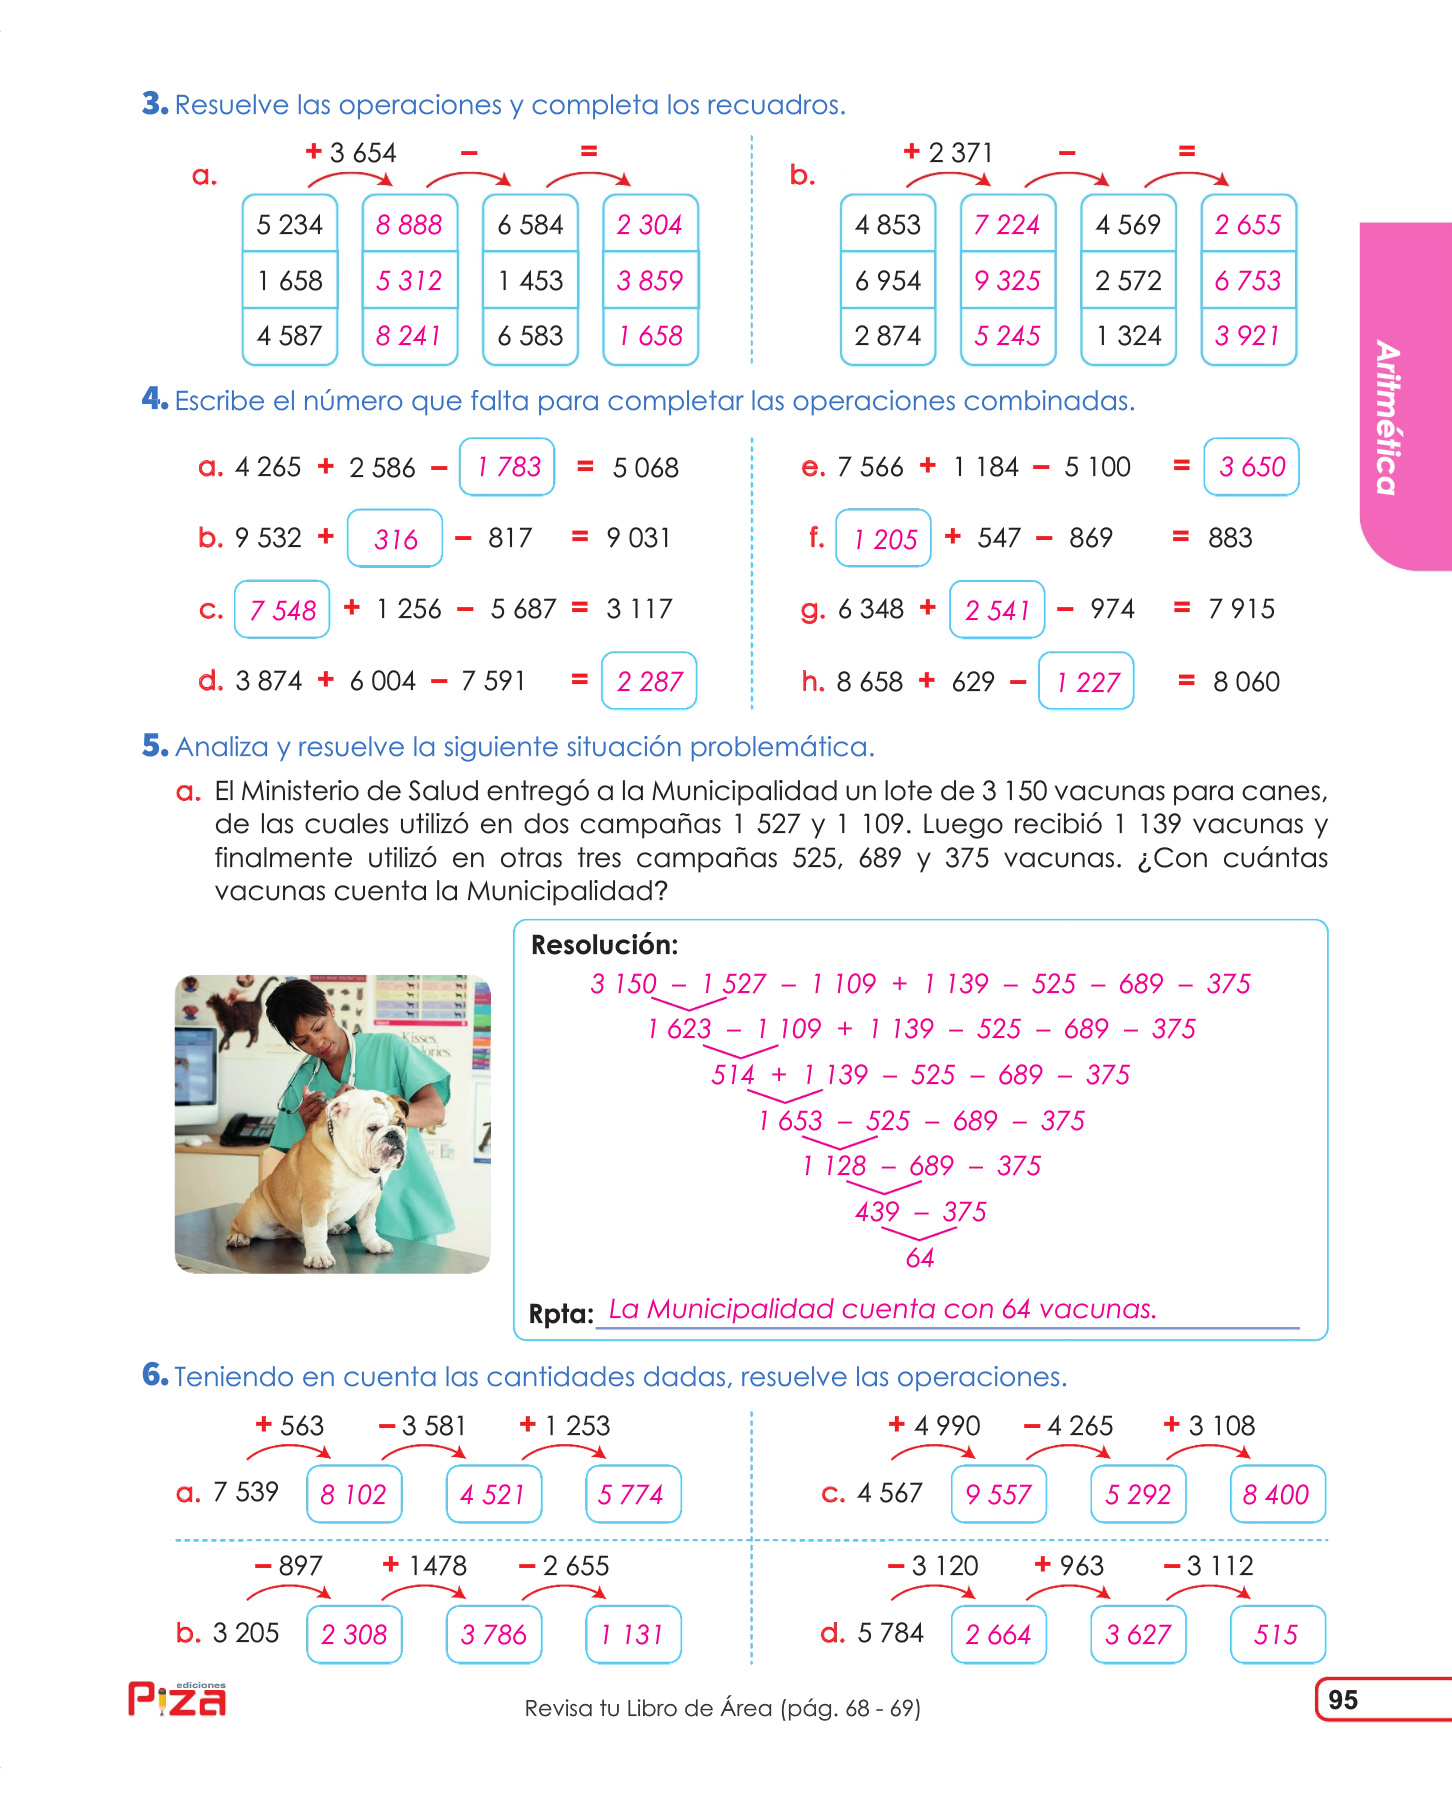 3. Resuelve las operaciones y completa los recuadros.
a. + 3 654 – =
5 234 8 888 6 584 2 304
1 658 5 312 1 453 3 859
4 587 8 241 6 583 1 658
b. + 2 371 – =
4 853 7 224 4 569 2 655
6 954 9 325 2 572 6 753
2 874 5 245 1 324 3 921
Aritmética
4. Escribe el número que falta para completar las operaciones combinadas.
a. 4 265 + 2 586 – 1 783 = 5 068
b. 9 532 + 316 – 817 = 9 031
c. 7 548 + 1 256 – 5 687 = 3 117
d. 3 874 + 6 004 – 7 591 = 2 287
e. 7 566 + 1 184 – 5 100 = 3 650
f. 1 205 + 547 – 869 = 883
g. 6 348 + 2 541 – 974 = 7 915
h. 8 658 + 629 – 1 227 = 8 060
5. Analiza y resuelve la siguiente situación problemática.
a. El Ministerio de Salud entregó a la Municipalidad un lote de 3 150 vacunas para canes,
de las cuales utilizó en dos campañas 1 527 y 1 109. Luego recibió 1 139 vacunas y
finalmente utilizó en otras tres campañas 525, 689 y 375 vacunas. ¿Con cuántas
vacunas cuenta la Municipalidad?
Kisses,
Resolución:
3 150 – 1 527 – 1 109 + 1 139 – 525 – 689 – 375
1 623 – 1 109 + 1 139 – 525 – 689 – 375
514 + 1 139 – 525 – 689 – 375
1 653 – 525 – 689 – 375
1 128 – 689 – 375
439 – 375
64
Rpta: La Municipalidad cuenta con 64 vacunas.
6. Teniendo en cuenta las cantidades dadas, resuelve las operaciones.
+ 563 – 3 581 + 1 253
a. 7 539 8 102 4 521 5 774
– 897 + 1478 – 2 655
b. 3 205 2 308 3 786 1 131
+ 4 990 – 4 265 + 3 108
c. 4 567 9 557 5 292 8 400
– 3 120 + 963 – 3 112
d. 5 784 2 664 3 627 515
ediciones
PIZA
Revisa tu Libro de Área (pág. 68 - 69)
95